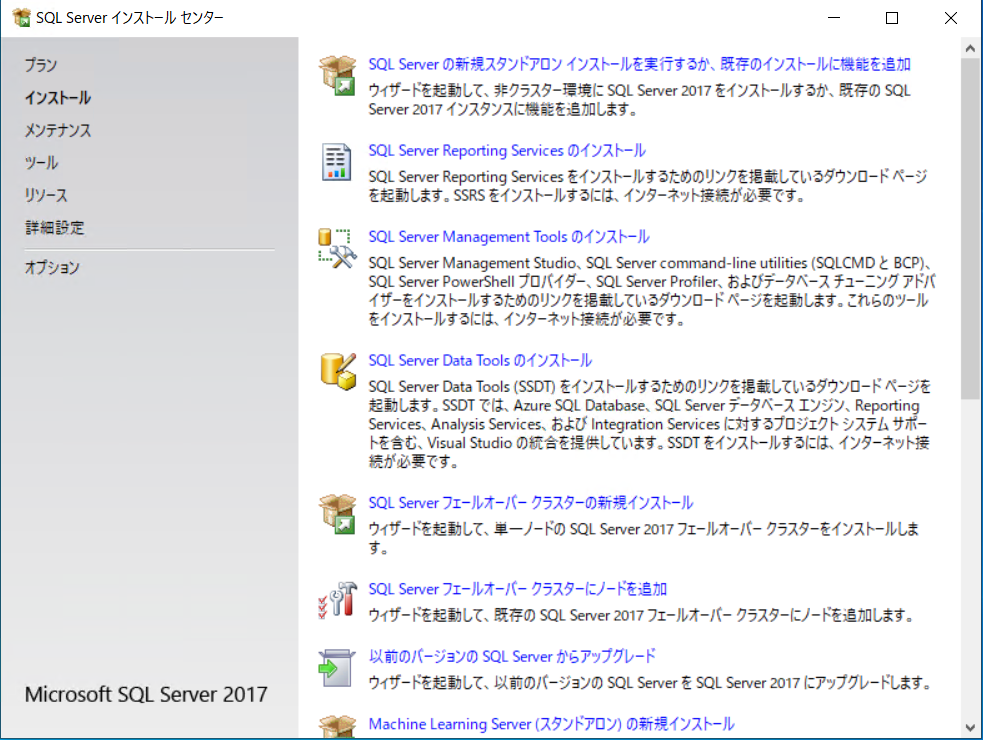 SQL Server インストール センター
プラン
インストール
メンテナンス
ツール
リソース
詳細設定
オプション
Microsoft SQL Server 2017
SQL Server の新規スタンドアロン インストールを実行するか、既存のインストールに機能を追加
ウィザードを起動して、非クラスター環境に SQL Server 2017 をインストールするか、既存の SQL
Server 2017 インスタンスに機能を追加します。
SQL Server Reporting Services のインストール
SQL Server Reporting Services をインストールするためのリンクを掲載しているダウンロード ページ
を起動します。SSRS をインストールするには、インターネット接続が必要です。
SQL Server Management Tools のインストール
SQL Server Management Studio、SQL Server command-line utilities (SQLCMD と BCP)、
SQL Server PowerShell プロバイダー、SQL Server Profiler、およびデータベース チューニング アドバ
イザーをインストールするためのリンクを掲載しているダウンロード ページを起動します。これらのツール
をインストールするには、インターネット接続が必要です。
SQL Server Data Tools のインストール
SQL Server Data Tools (SSDT) をインストールするためのリンクを掲載しているダウンロード ページを
起動します。SSDT では、Azure SQL Database、SQL Server データベース エンジン、Reporting
Services、Analysis Services、および Integration Services に対するプロジェクト システム サポー
トを含む、Visual Studio の統合を提供しています。SSDT をインストールするには、インターネット接
続が必要です。
SQL Server フェールオーバー クラスターの新規インストール
ウィザードを起動して、単一ノードの SQL Server 2017 フェールオーバー クラスターをインストールしま
す。
SQL Server フェールオーバー クラスターにノードを追加
ウィザードを起動して、既存の SQL Server 2017 フェールオーバー クラスターにノードを追加します。
以前のバージョンの SQL Server からアップグレード
ウィザードを起動して、以前のバージョンの SQL Server を SQL Server 2017 にアップグレードします。
Machine Learning Server (スタンドアロン) の新規インストール